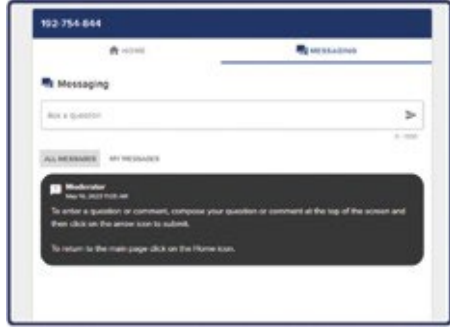 192-754-844
HOME
MESSAGING
Messaging
Ask a question
ALL MESSAGES MY MESSAGES
Moderator
To enter a question or comment, compose your question or comment at the top of the screen and
then click on the arrow icon to submit.
To return to the main page click on the Home icon.